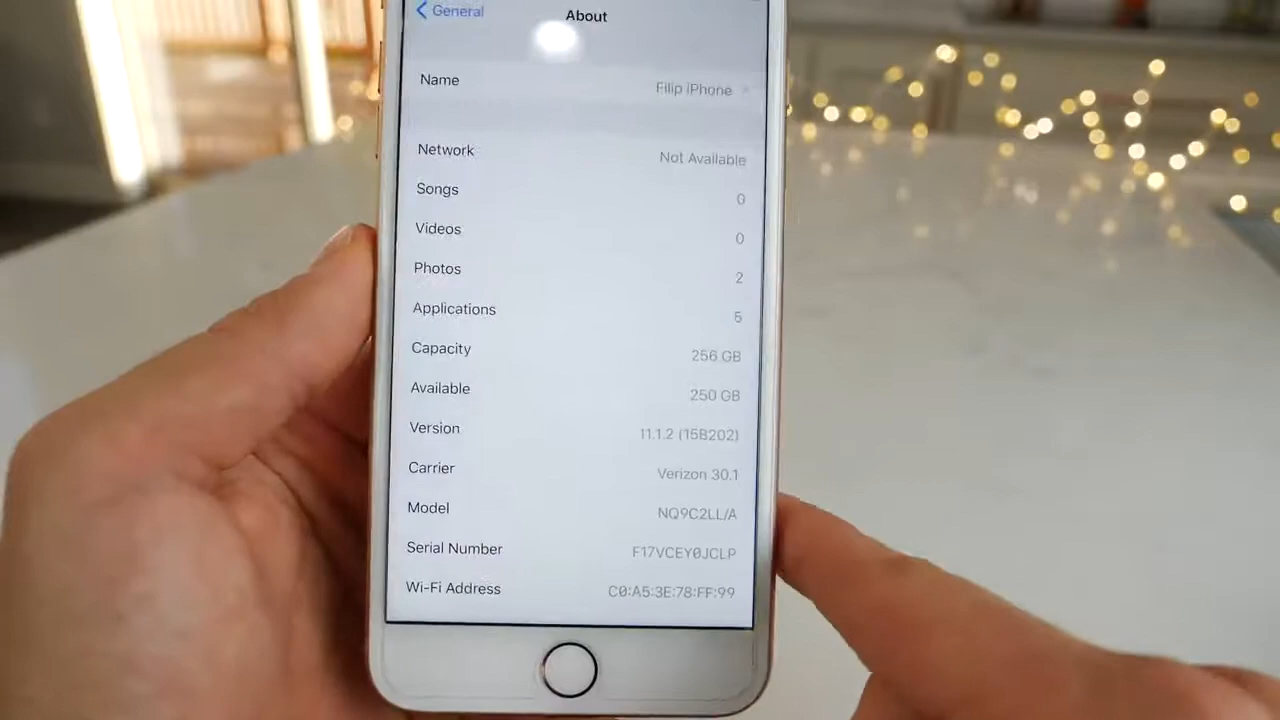 General
About
Name Filip iPhone
Network Not Available
Songs 0
Videos 0
Photos 2
Applications 5
Capacity 256 GB
Available 250 GB
Version 11.1.2 (15B202)
Carrier Verizon 30.1
Model NQ9C2LL/A
Serial Number F17VCEY0JCLP
Wi-Fi Address C0:A5:3E:78:FF:99